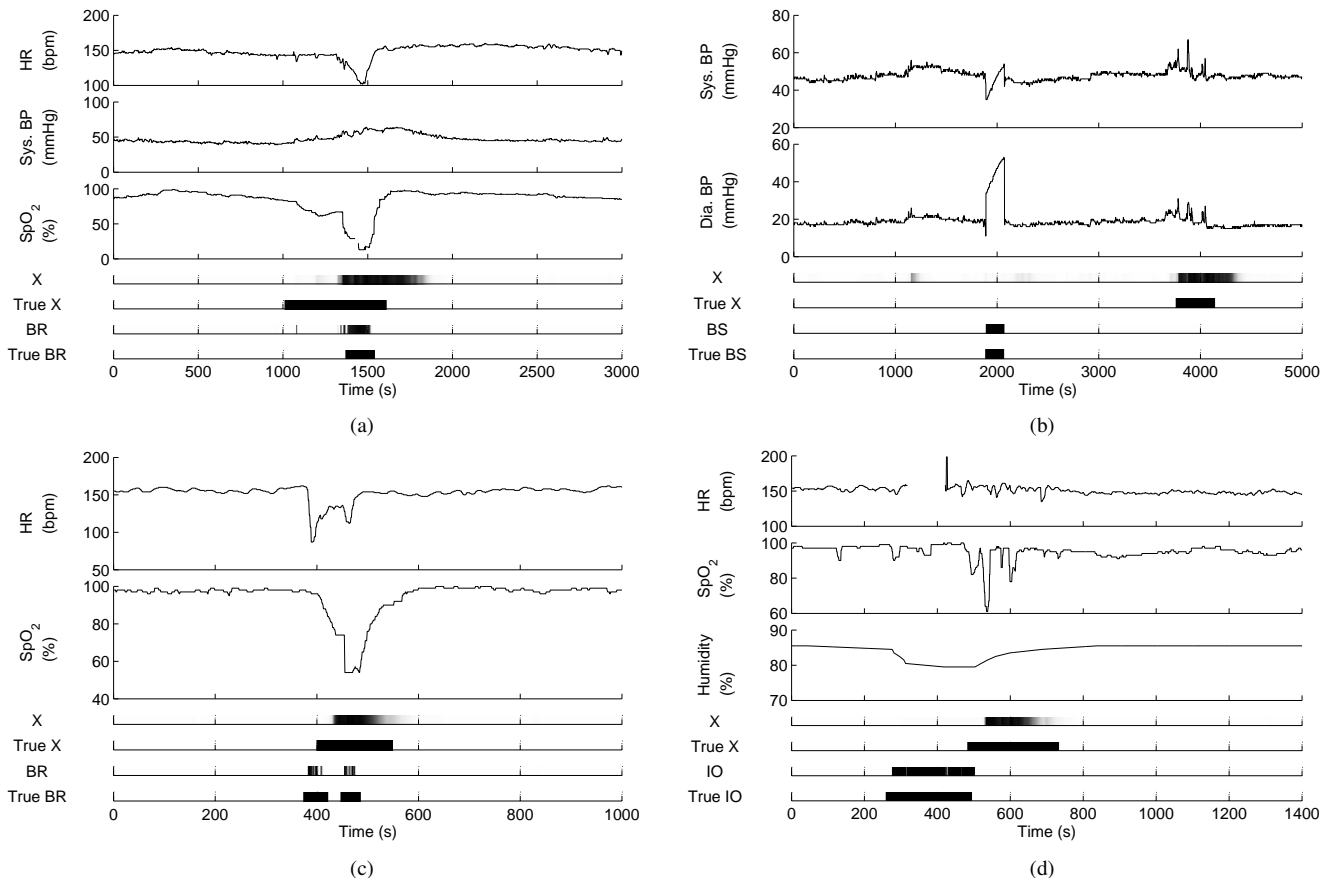 200
150
100
HR
(bpm)
100
50
0
Sys. BP
(mmHg)
100
50
0
SpO2
(%)
X
True X
BR
True BR
0 500 1000 1500 2000 2500 3000
Time (s)
(a)
80
60
40
20
Sys. BP
(mmHg)
60
40
20
0
Dia. BP
(mmHg)
X
True X
BS
True BS
0 1000 2000 3000 4000 5000
Time (s)
(b)
200
150
100
50
HR
(bpm)
100
80
60
40
SpO2
(%)
X
True X
BR
True BR
0 200 400 600 800 1000
Time (s)
(c)
200
150
100
HR
(bpm)
100
80
60
SpO2
(%)
90
80
70
Humidity
(%)
X
True X
IO
True IO
0 200 400 600 800 1000 1200 1400
Time (s)
(d)